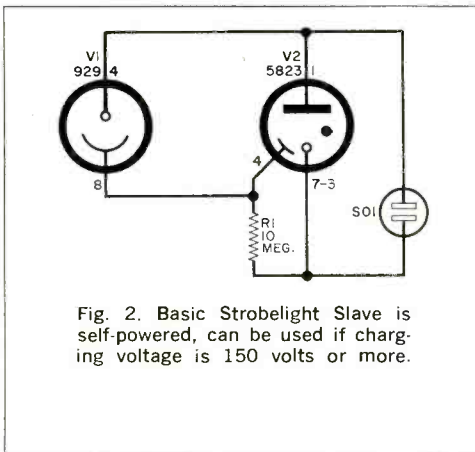 V1
929 4
V2
5823 1
4
8
7-3
R1
10
MEG.
SO1
Fig. 2. Basic Strobelight Slave is
self-powered, can be used if charg-
ing voltage is 150 volts or more.